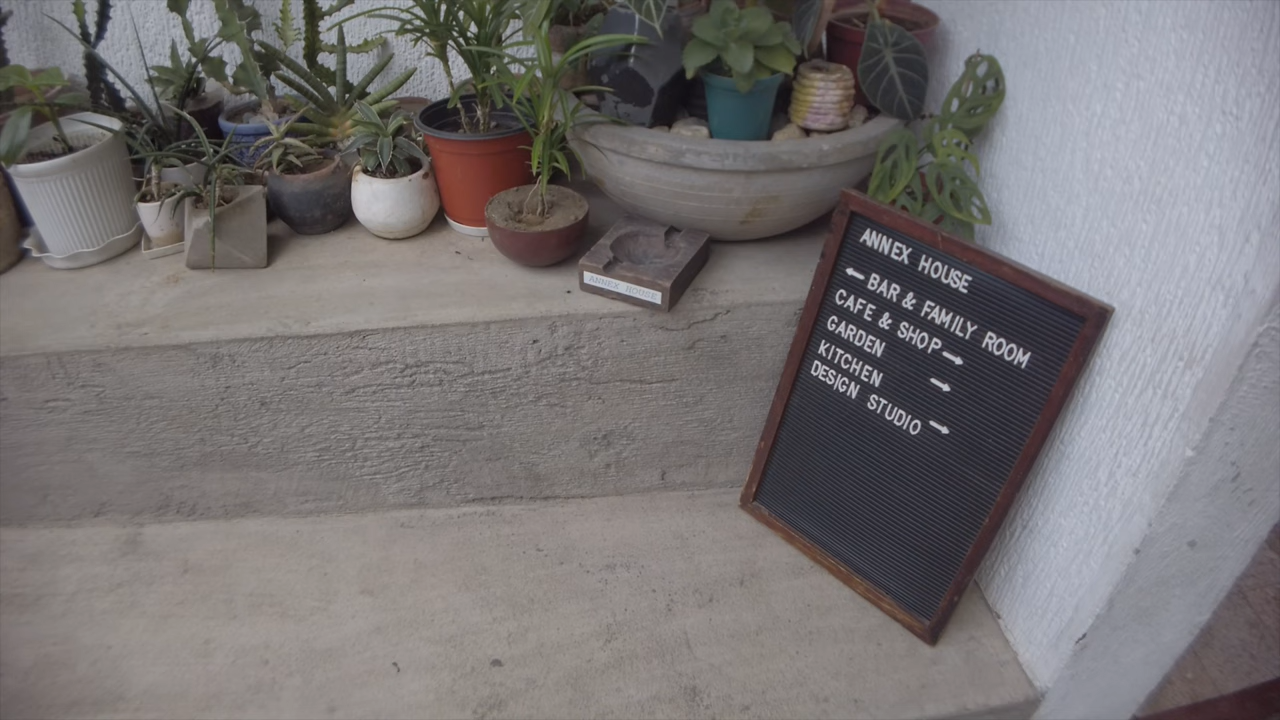 ANNEX HOUSE
← BAR & FAMILY ROOM
CAFE & SHOP →
GARDEN
KITCHEN →
DESIGN STUDIO →
ANNEX HOUSE